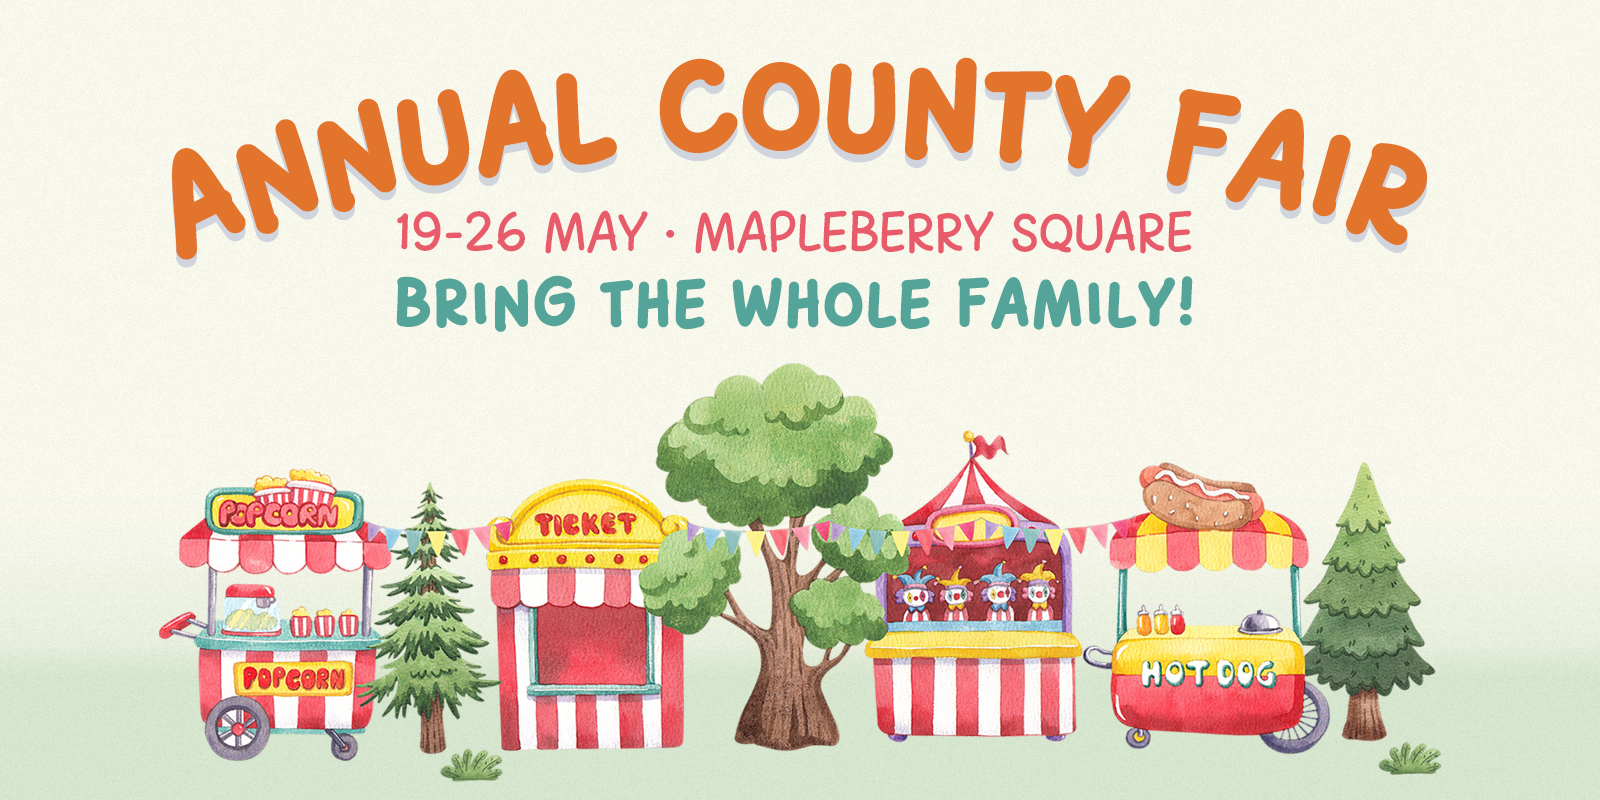 ANNUAL COUNTY FAIR
19-26 MAY · MAPLEBERRY SQUARE
BRING THE WHOLE FAMILY!
POPCORN
TICKET
POPCORN
HOT DOG